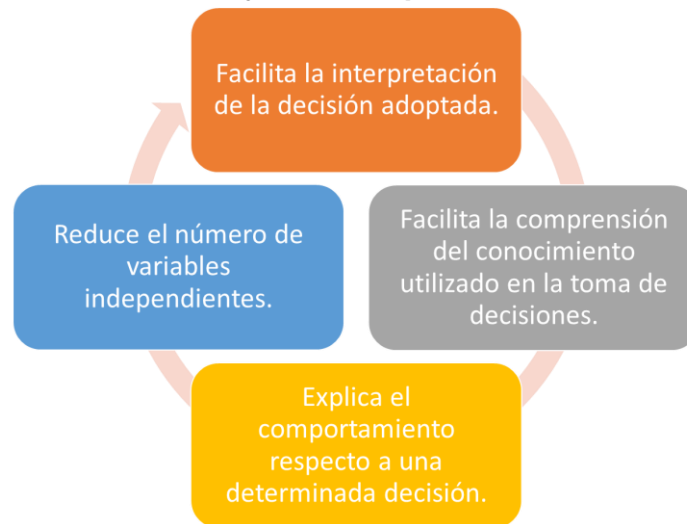 Facilita la interpretación
de la decisión adoptada.
Facilita la comprensión
del conocimiento
utilizado en la toma de
decisiones.
Explica el
comportamiento
respecto a una
determinada decisión.
Reduce el número de
variables
independientes.